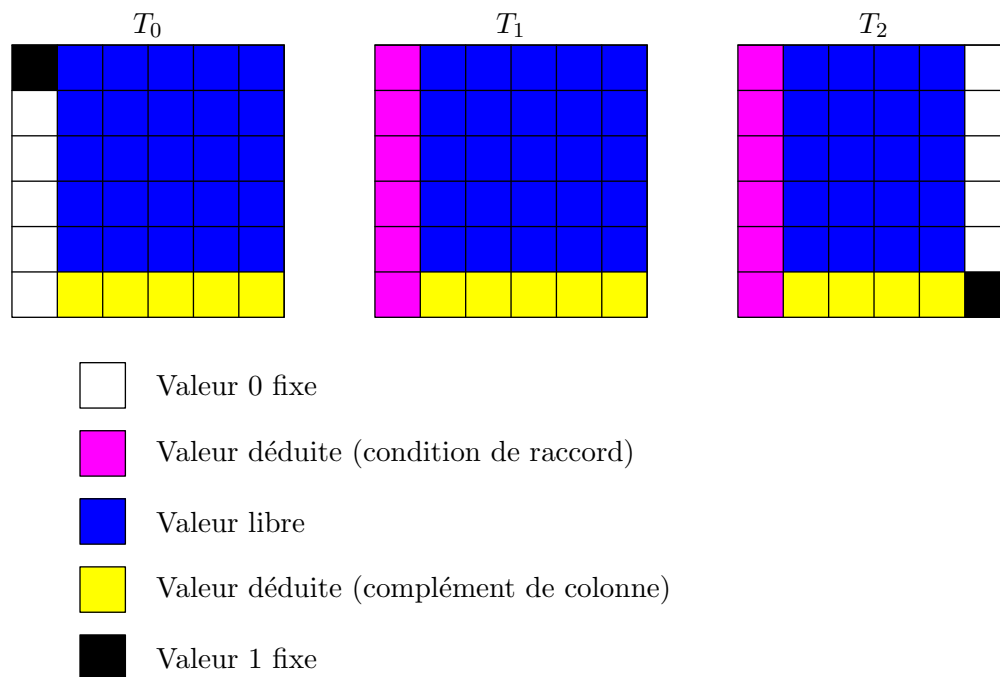 T₀ T₁ T₂
Valeur 0 fixe
Valeur déduite (condition de raccord)
Valeur libre
Valeur déduite (complément de colonne)
Valeur 1 fixe